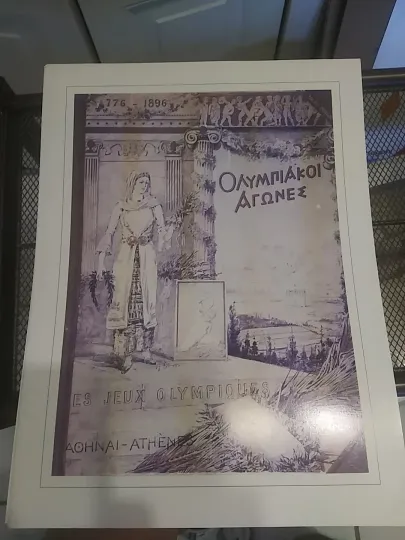 776 - 1896
ΟΛΥΜΠΙΑΚΟΙ
ΑΓΩΝΕΣ
ES JEUX OLYMPIQUES
ΑΘΗΝΑΙ-ATHENES